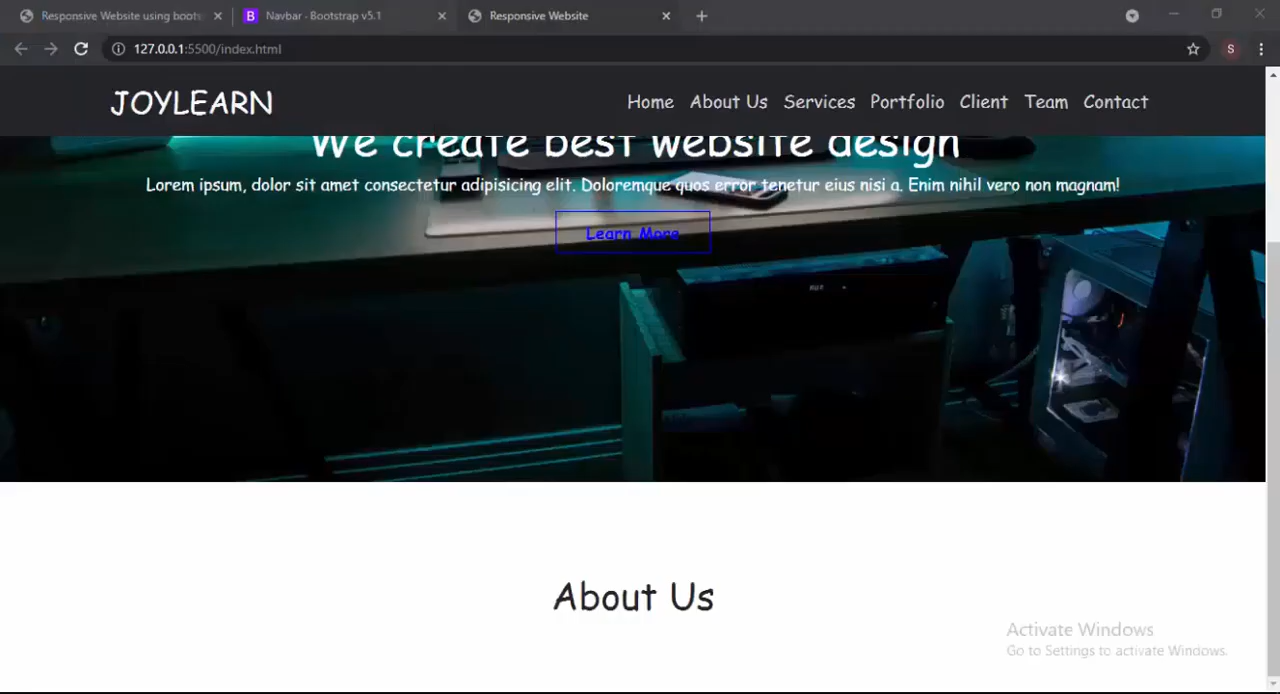 Responsive Website using boots
Navbar · Bootstrap v5.1
Responsive Website
127.0.0.1:5500/index.html
S
JOYLEARN
Home About Us Services Portfolio Client Team Contact
We create best website design
Lorem ipsum, dolor sit amet consectetur adipisicing elit. Doloremque quos error tenetur eius nisi a. Enim nihil vero non magnam!
Learn More
About Us
Activate Windows
Go to Settings to activate Windows.